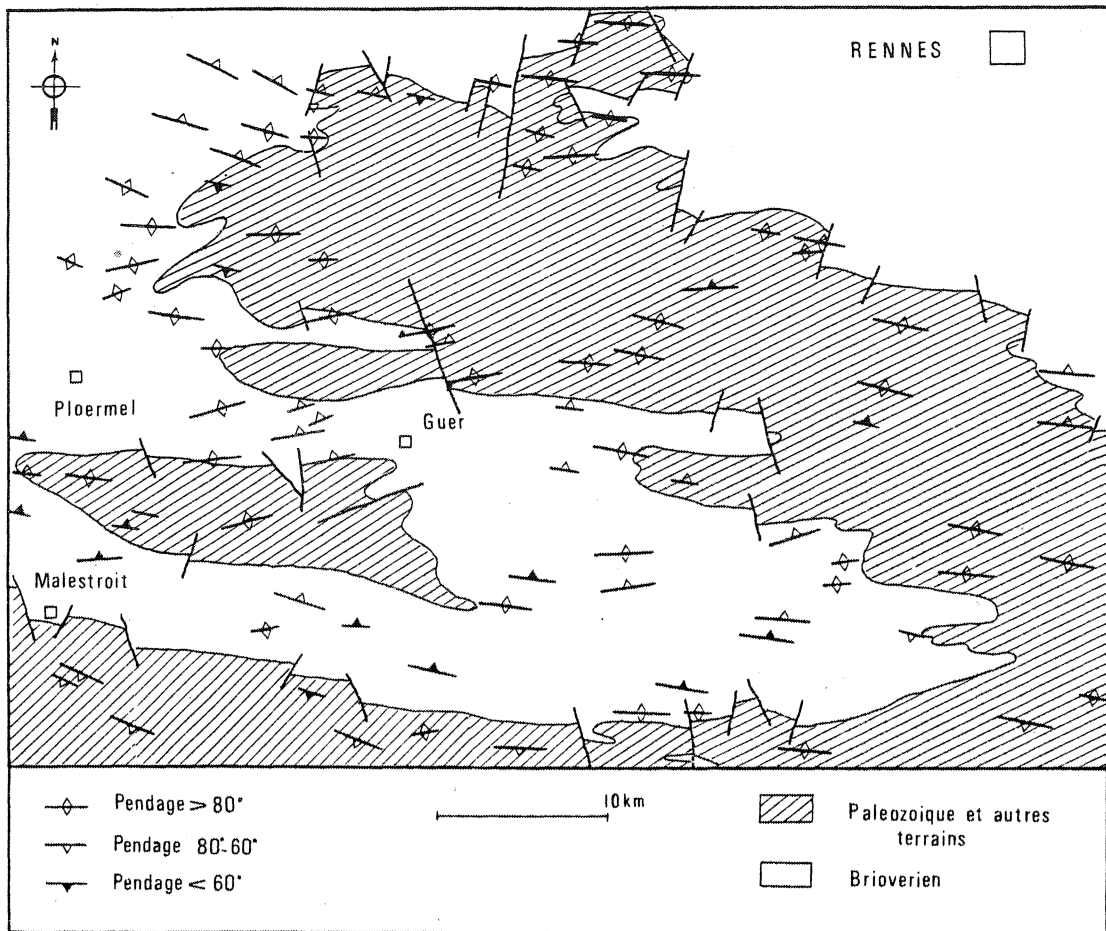 N
RENNES
Ploermel
Guer
Malestroit
Pendage > 80°
Pendage 80°-60°
Pendage < 60°
10km
Paleozoique et autres
terrains
Brioverien